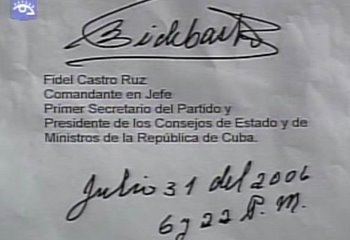 Fidel Castro Ruz
Comandante en Jefe
Primer Secretario del Partido y
Presidente de los Consejos de Estado y de
Ministros de la República de Cuba.
Julio 31 del 2006
6 y 22 P.M.